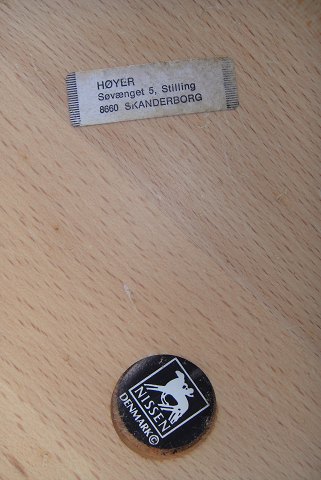 HØYER
Søvænget 5, Stilling
8660 SKANDERBORG
NISSEN
DENMARK ©